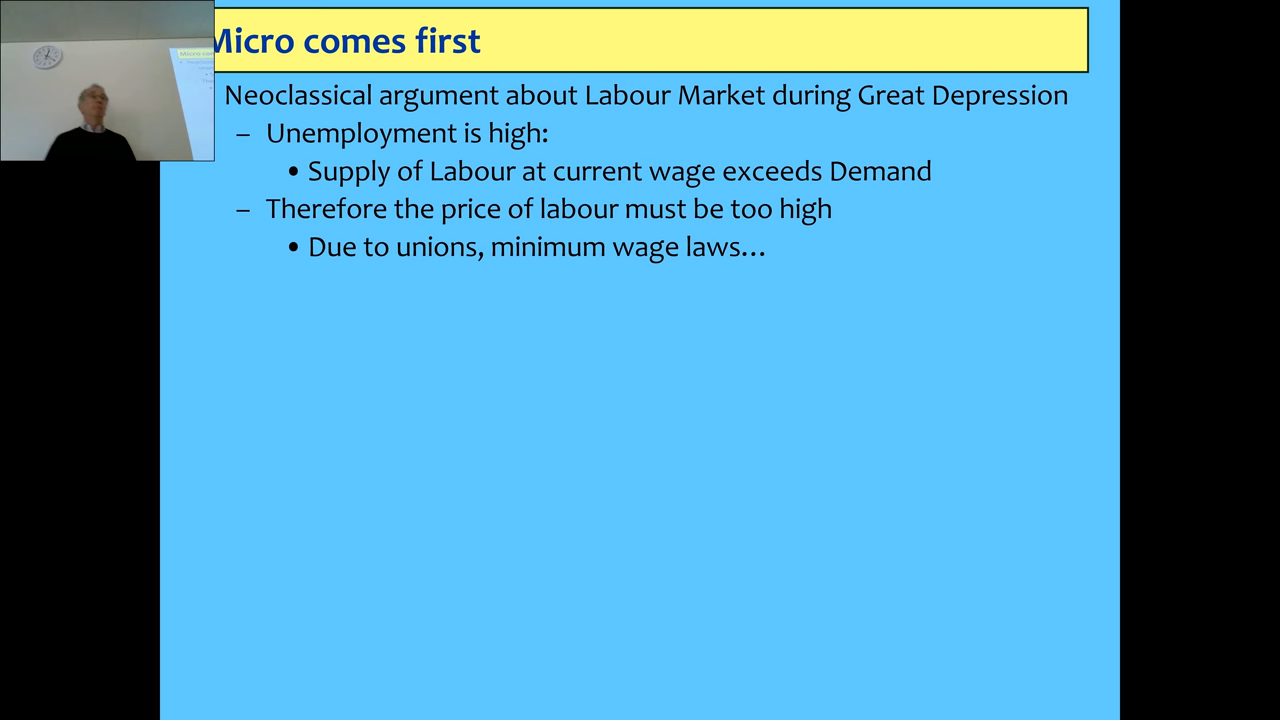 Micro comes first
Neoclassical argument about Labour Market during Great Depression
– Unemployment is high:
• Supply of Labour at current wage exceeds Demand
– Therefore the price of labour must be too high
• Due to unions, minimum wage laws…